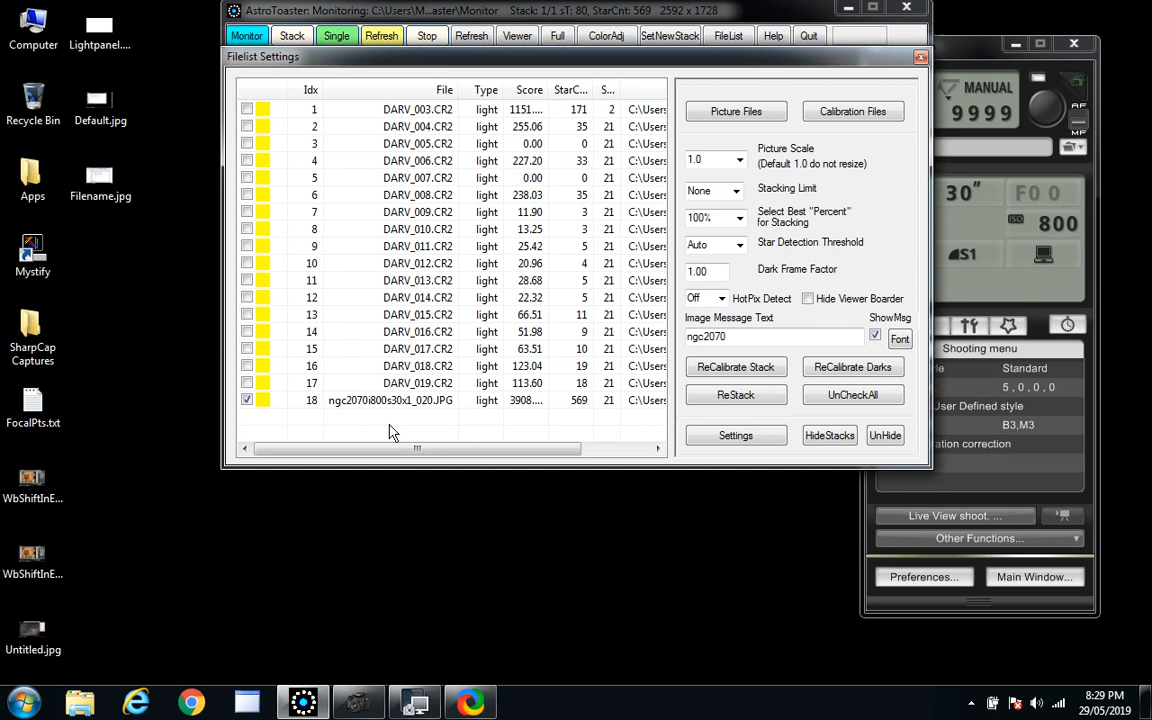 Computer
Lightpanel....
Recycle Bin
Default.jpg
Apps
Filename.jpg
Mystify
SharpCap
Captures
FocalPts.txt
WbShiftInE...
WbShiftInE...
Untitled.jpg
AstroToaster: Monitoring: C:\Users\M...aster\Monitor Stack: 1/1 sT: 80, StarCnt: 569 2592 x 1728
Monitor Stack Single Refresh Stop Refresh Viewer Full ColorAdj SetNewStack FileList Help Quit
Filelist Settings
Idx File Type Score StarC... S...
1 DARV_003.CR2 light 1151.... 171 2 C:\Users
2 DARV_004.CR2 light 255.06 35 21 C:\Users
3 DARV_005.CR2 light 0.00 0 21 C:\Users
4 DARV_006.CR2 light 227.20 33 21 C:\Users
5 DARV_007.CR2 light 0.00 0 21 C:\Users
6 DARV_008.CR2 light 238.03 35 21 C:\Users
7 DARV_009.CR2 light 11.90 3 21 C:\Users
8 DARV_010.CR2 light 13.25 3 21 C:\Users
9 DARV_011.CR2 light 25.42 5 21 C:\Users
10 DARV_012.CR2 light 20.96 4 21 C:\Users
11 DARV_013.CR2 light 28.68 5 21 C:\Users
12 DARV_014.CR2 light 22.32 5 21 C:\Users
13 DARV_015.CR2 light 66.51 11 21 C:\Users
14 DARV_016.CR2 light 51.98 9 21 C:\Users
15 DARV_017.CR2 light 63.51 10 21 C:\Users
16 DARV_018.CR2 light 123.04 19 21 C:\Users
17 DARV_019.CR2 light 113.60 18 21 C:\Users
18 ngc2070i800s30x1_020.JPG light 3908.... 569 21 C:\Users
Picture Files Calibration Files
1.0 Picture Scale
(Default 1.0 do not resize)
None Stacking Limit
100% Select Best "Percent"
for Stacking
Auto Star Detection Threshold
1.00 Dark Frame Factor
Off HotPix Detect Hide Viewer Boarder
Image Message Text ShowMsg
ngc2070 Font
ReCalibrate Stack ReCalibrate Darks
ReStack UnCheckAll
Settings HideStacks UnHide
MANUAL
9999
AF
MF
30" F0 0
ISO 800
S1
Shooting menu
le Standard
5 , 0 , 0 , 0
User Defined style
B3,M3
ration correction
Live View shoot. ...
Other Functions...
Preferences... Main Window...
8:29 PM
29/05/2019